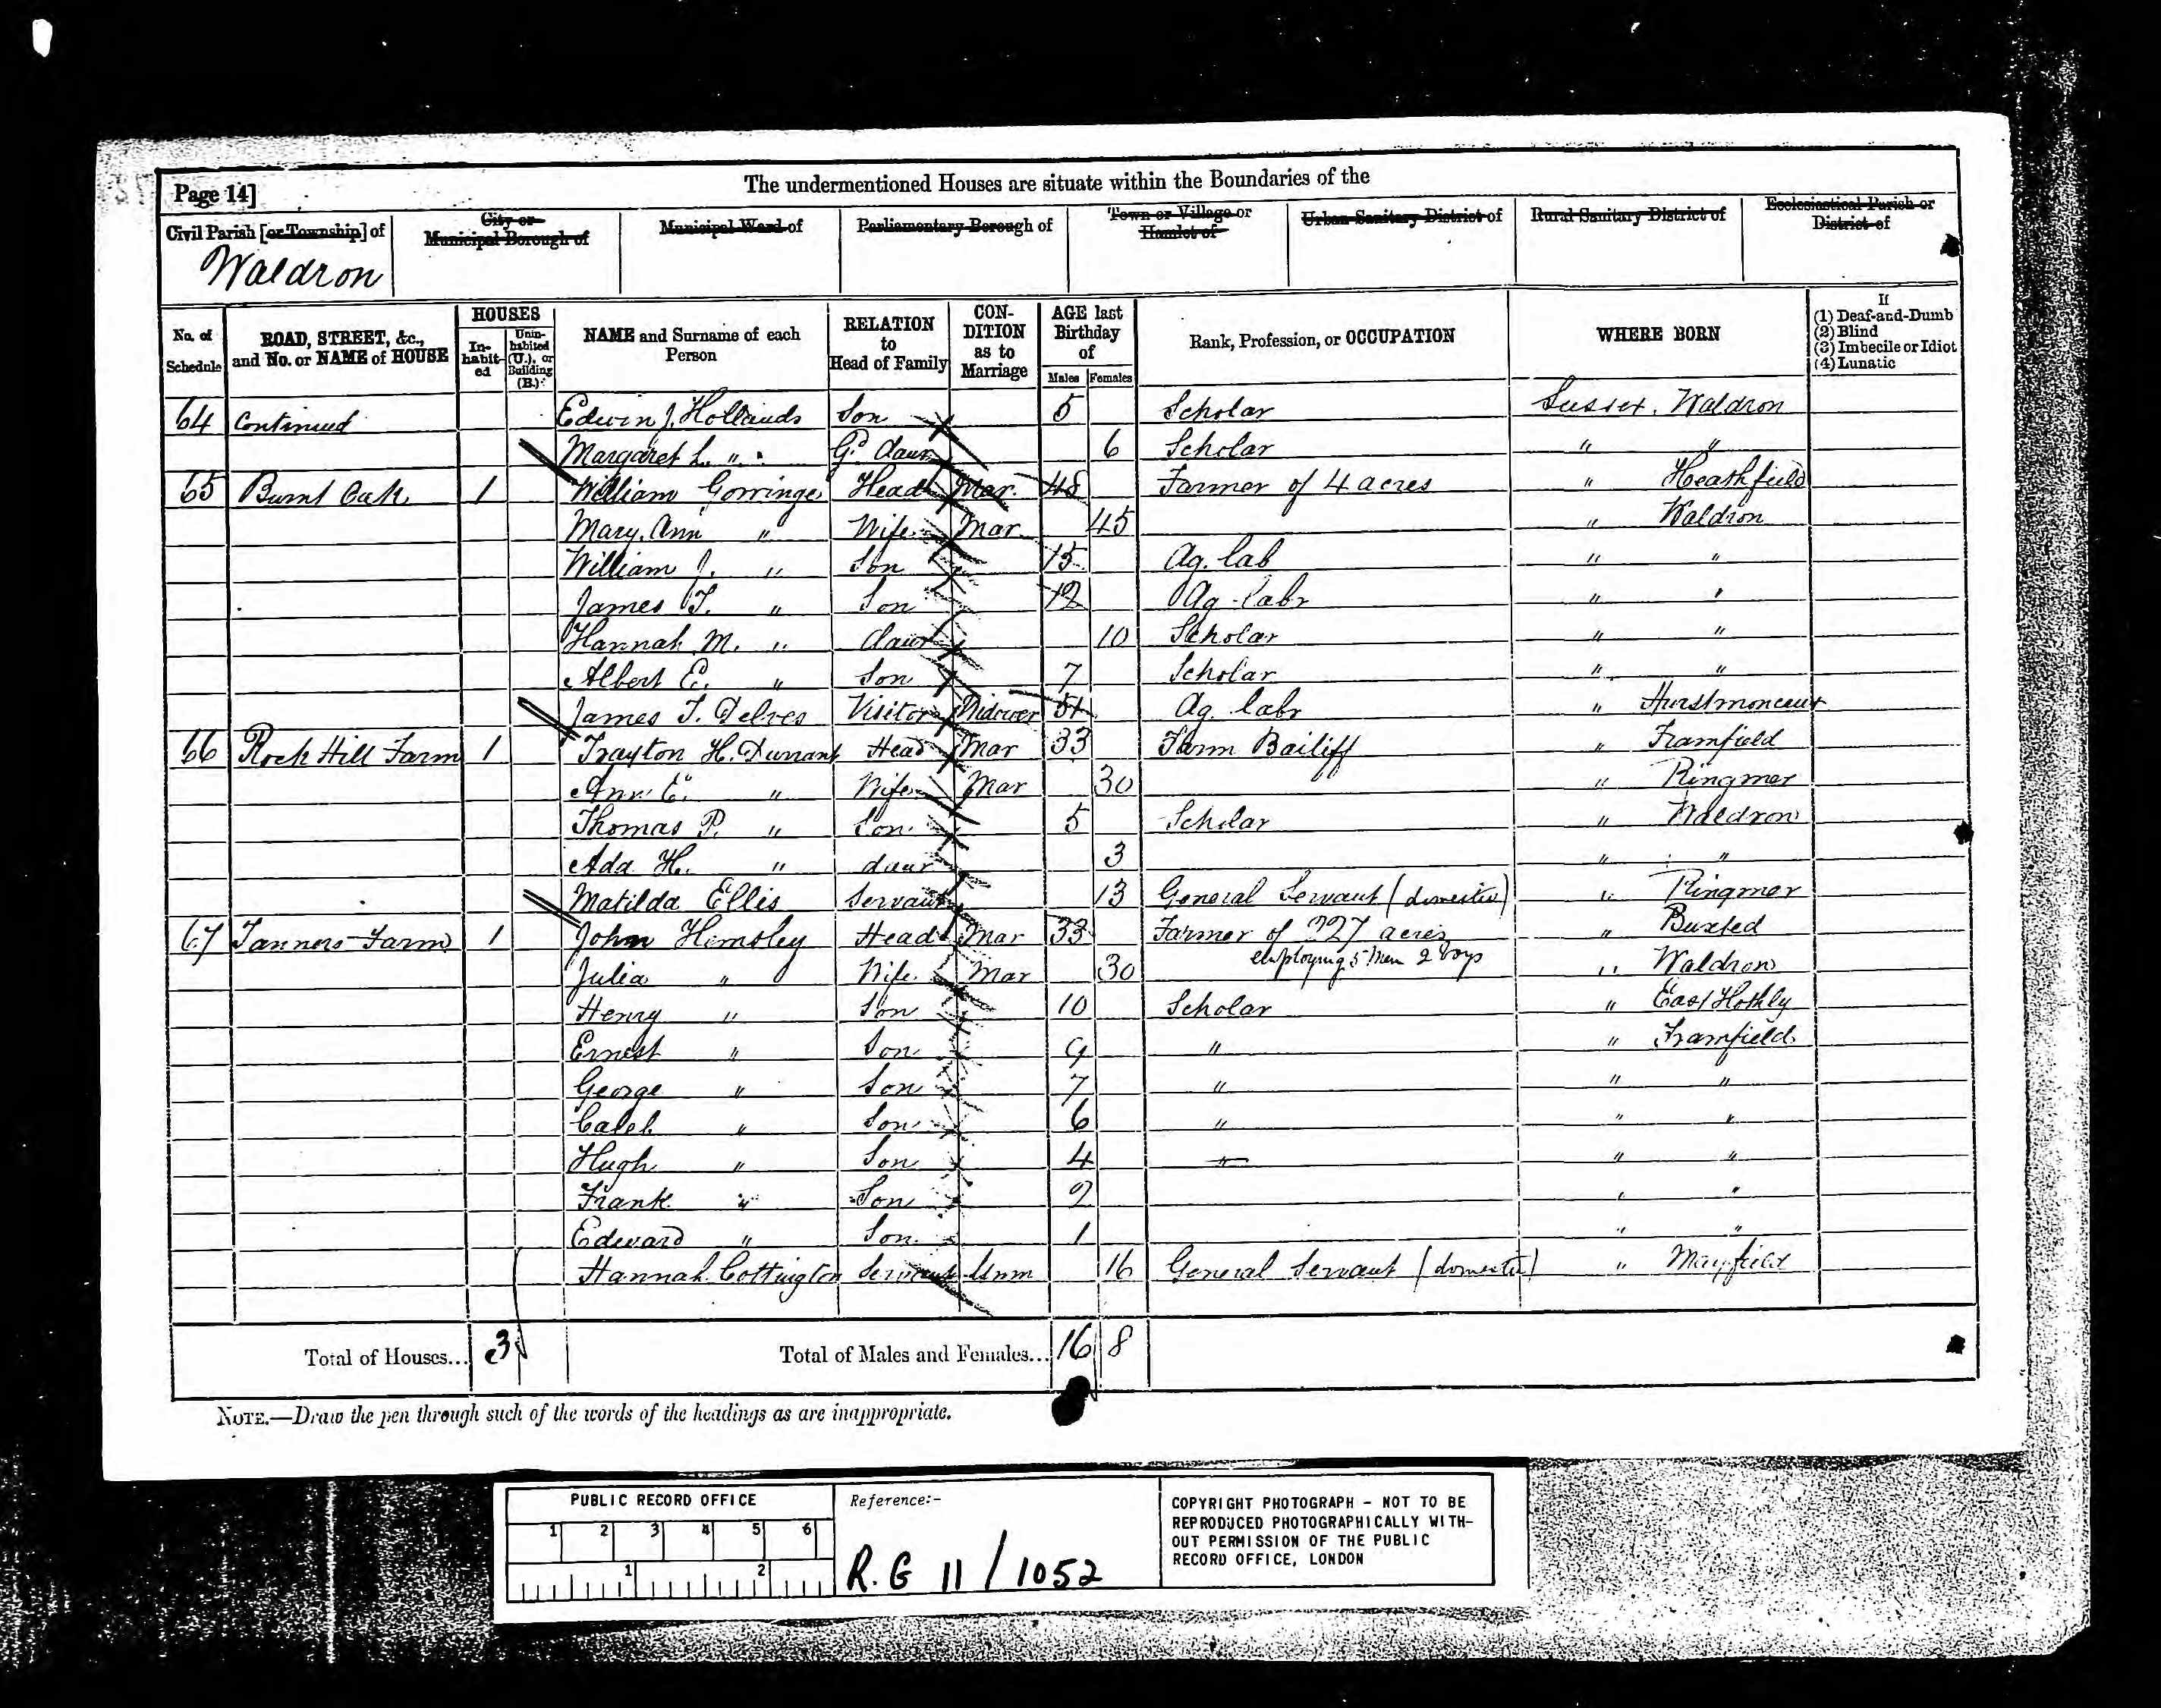 Page 14]
The undermentioned Houses are situate within the Boundaries of the
Civil Parish [or Township] of
City or Municipal Borough of
Municipal Ward of
Parliamentary Borough of
Town or Village or Hamlet of
Urban Sanitary District of
Rural Sanitary District of
Ecclesiastical Parish or District of
Waldron
No. of Schedule
ROAD, STREET, &c., and No. or NAME of HOUSE
HOUSES
In-habit-ed
Unin-habited (U.), or Building (B.)
NAME and Surname of each Person
RELATION to Head of Family
CON-DITION as to Marriage
AGE last Birthday of
Males
Females
Rank, Profession, or OCCUPATION
WHERE BORN
If
(1) Deaf-and-Dumb
(2) Blind
(3) Imbecile or Idiot
(4) Lunatic
64 Continued Edwin J. Hollands Son 5 Scholar Sussex. Waldron
Margaret L. " G. daur 6 Scholar " "
65 Burnt Oak 1 William Gorringe Head Mar. 48 Farmer of 4 acres " Heathfield
Mary Ann " Wife Mar 45 " Waldron
William J. " Son 15 Ag. lab " "
James T. " Son 12 Ag. labr " "
Hannah M. " daur 10 Scholar " "
Albert E. " Son 7 Scholar " "
James T. Delves Visitor Widower 51 Ag. labr " Hurstmonceux
66 Rock Hill Farm 1 Trayton H. Durrant Head Mar 33 Farm Bailiff " Framfield
Ann E. " Wife Mar 30 " Ringmer
Thomas P. " Son 5 Scholar " Waldron
Ada H. " daur 3 " "
Matilda Ellis Servant 13 General Servant (domestic) " Ringmer
67 Tanners Farm 1 John Hemsley Head Mar 33 Farmer of 227 acres " Buxted
employing 5 Men 2 boys
Julia " Wife Mar 30 " Waldron
Henry " Son 10 Scholar " East Hothly
Ernest " Son 9 " " Framfield
George " Son 7 " " "
Caleb " Son 6 " " "
Hugh " Son 4 " " "
Frank " Son 2 " "
Edward " Son 1 " "
Hannah Cottington Servant Unm 16 General Servant (domestic) " Mayfield
Total of Houses... 3
Total of Males and Females... 16 8
NOTE.—Draw the pen through such of the words of the headings as are inappropriate.
PUBLIC RECORD OFFICE
1 2 3 4 5 6
1 2
Reference:-
R.G 11 / 1052
COPYRIGHT PHOTOGRAPH - NOT TO BE
REPRODUCED PHOTOGRAPHICALLY WITH-
OUT PERMISSION OF THE PUBLIC
RECORD OFFICE, LONDON